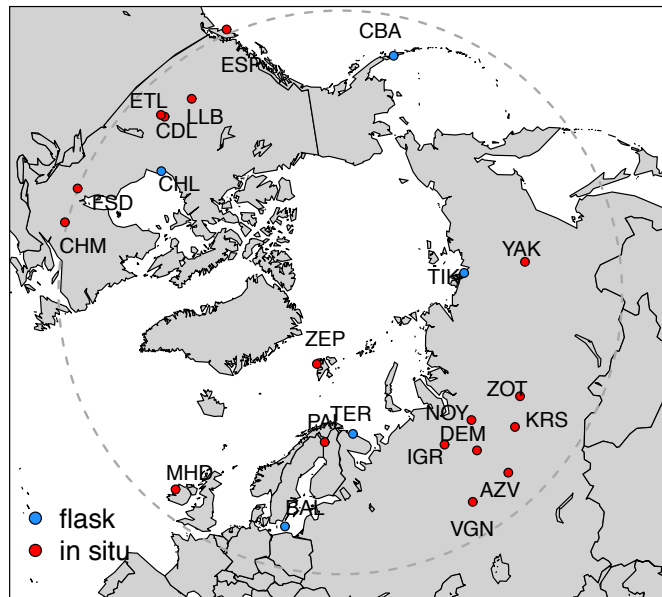 CBA
ESP
ETL
LLB
CDL
CHL
FSD
CHM
YAK
TIK
ZEP
ZOT
NOY
KRS
PAL
TER
DEM
IGR
MHD
AZV
BAL
VGN
flask
in situ